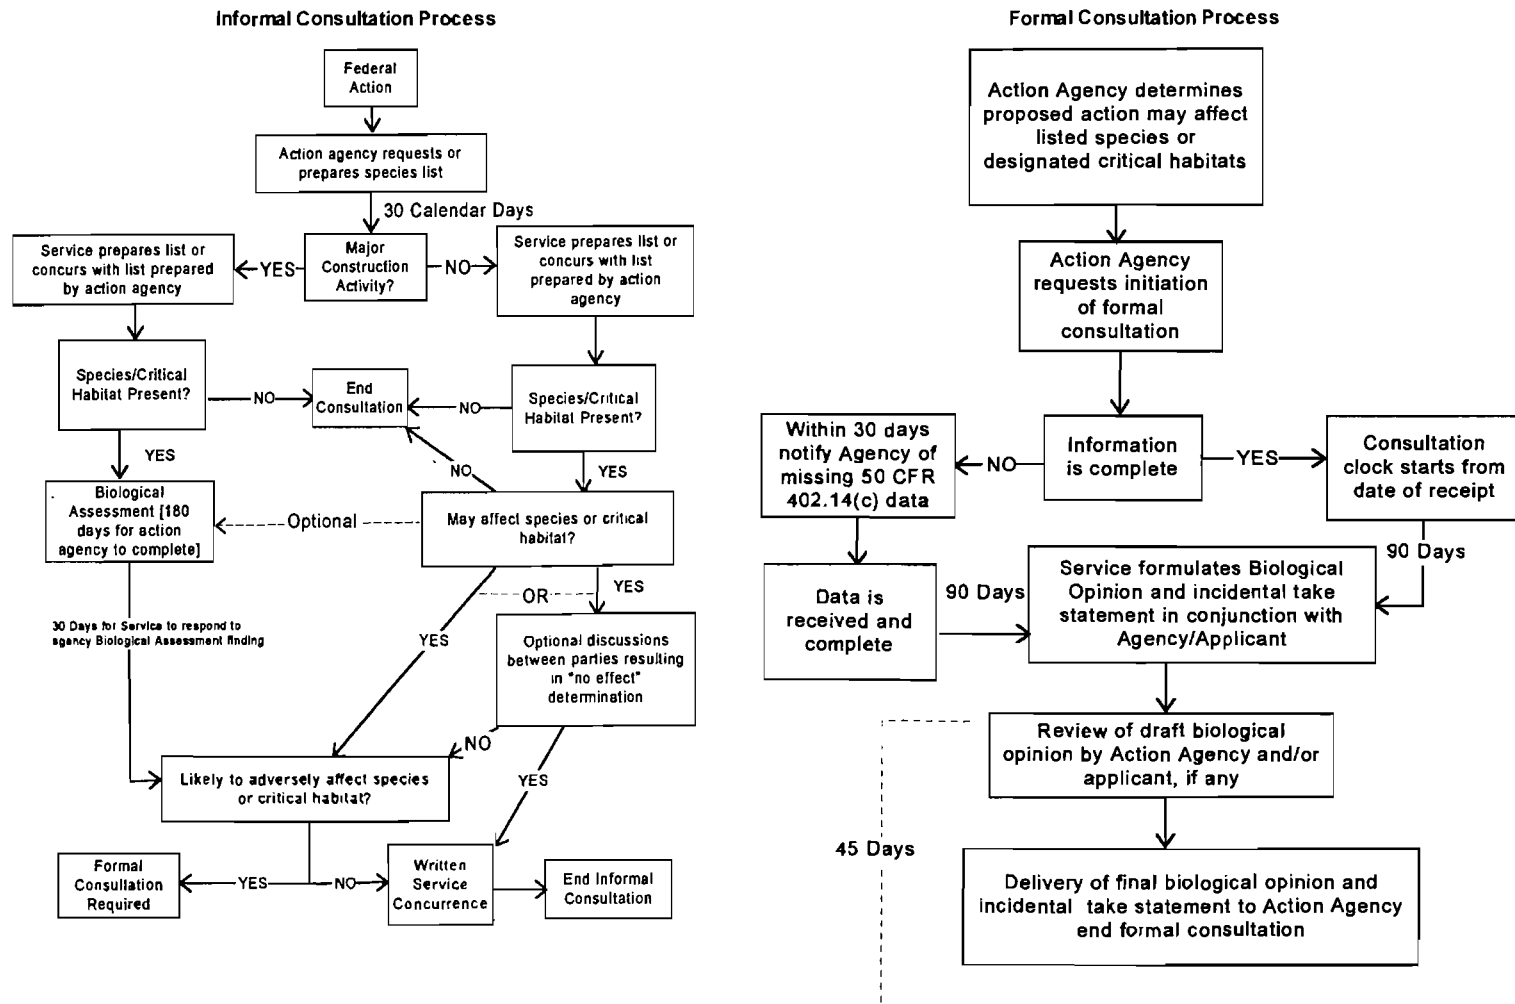 Informal Consultation Process
Federal
Action
Action agency requests or
prepares species list
30 Calendar Days
Service prepares list or
concurs with list prepared
by action agency
YES
Major
Construction
Activity?
NO
Service prepares list or
concurs with list
prepared by action
agency
Species/Critical
Habitat Present?
NO
End
Consultation
NO
Species/Critical
Habitat Present?
YES
NO
YES
Biological
Assessment [180
days for action
agency to complete]
Optional
May affect species or critical
habitat?
OR
YES
30 Days for Service to respond to
agency Biological Assessment finding
YES
Optional discussions
between parties resulting
in "no effect"
determination
NO
YES
Likely to adversely affect species
or critical habitat?
Formal
Consultation
Required
YES
NO
Written
Service
Concurrence
End Informal
Consultation
Formal Consultation Process
Action Agency determines
proposed action may affect
listed species or
designated critical habitats
Action Agency
requests initiation
of formal
consultation
Within 30 days
notify Agency of
missing 50 CFR
402.14(c) data
NO
Information
is complete
YES
Consultation
clock starts from
date of receipt
90 Days
Data is
received and
complete
90 Days
Service formulates Biological
Opinion and incidental take
statement in conjunction with
Agency/Applicant
Review of draft biological
opinion by Action Agency and/or
applicant, if any
45 Days
Delivery of final biological opinion and
incidental take statement to Action Agency
end formal consultation